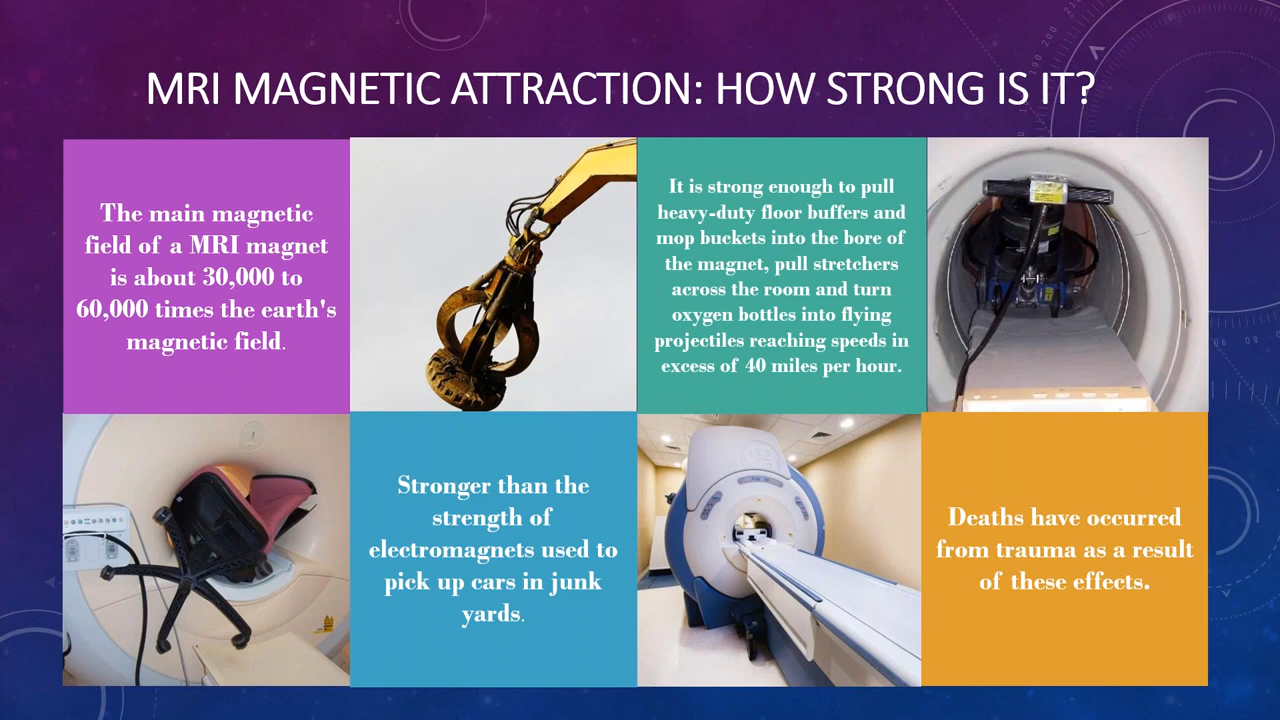 MRI MAGNETIC ATTRACTION: HOW STRONG IS IT?
The main magnetic
field of a MRI magnet
is about 30,000 to
60,000 times the earth's
magnetic field.
It is strong enough to pull
heavy-duty floor buffers and
mop buckets into the bore of
the magnet, pull stretchers
across the room and turn
oxygen bottles into flying
projectiles reaching speeds in
excess of 40 miles per hour.
Stronger than the
strength of
electromagnets used to
pick up cars in junk
yards.
Deaths have occurred
from trauma as a result
of these effects.